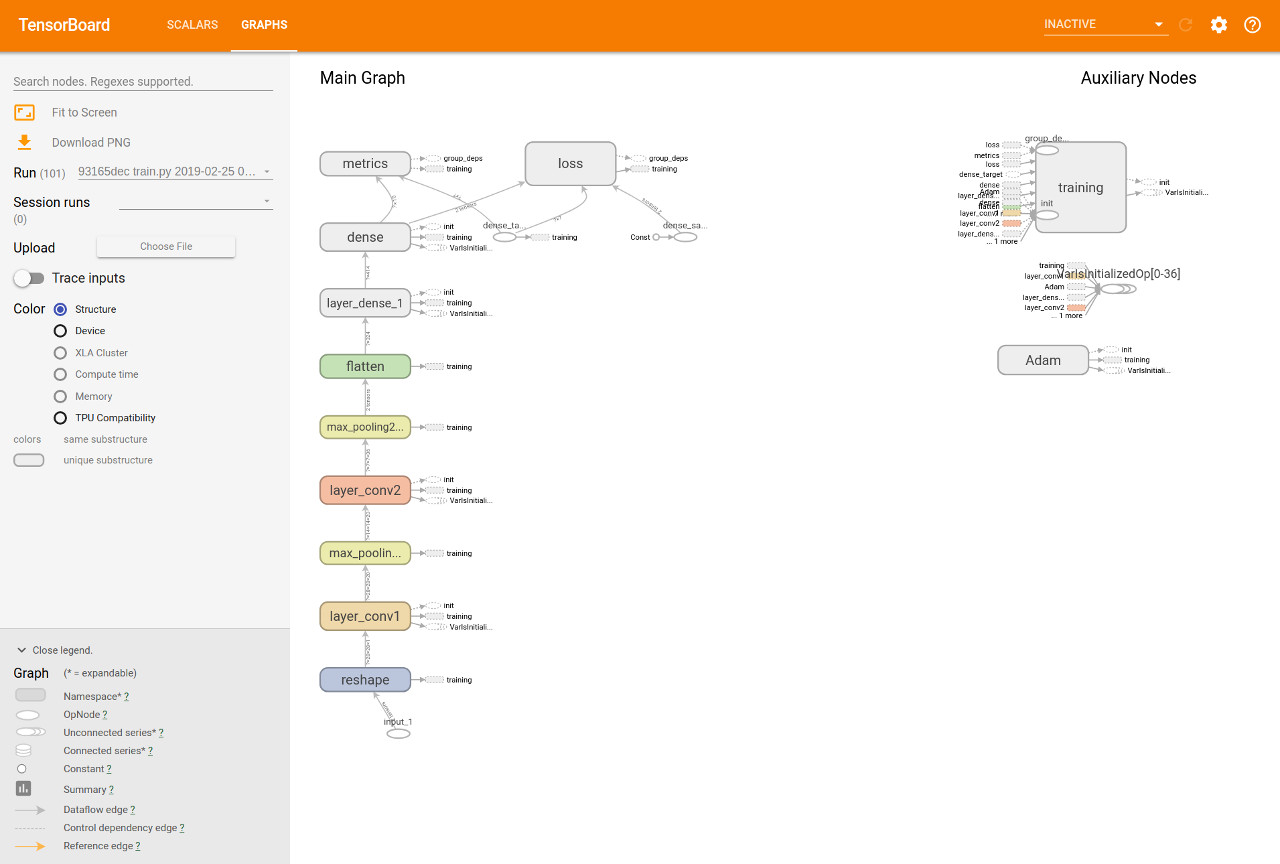 TensorBoard
SCALARS
GRAPHS
INACTIVE
Search nodes. Regexes supported.
Fit to Screen
Download PNG
Run (101) 93165dec train.py 2019-02-25 0...
Session runs
(0)
Upload
Choose File
Trace inputs
Color
Structure
Device
XLA Cluster
Compute time
Memory
TPU Compatibility
colors same substructure
unique substructure
Close legend.
Graph (* = expandable)
Namespace* ?
OpNode ?
Unconnected series* ?
Connected series* ?
Constant ?
Summary ?
Dataflow edge ?
Control dependency edge ?
Reference edge ?
Main Graph
metrics
group_deps
training
loss
group_deps
training
dense
init
training
VarIsInitiali...
dense_ta...
training
dense_sa...
Const
layer_dense_1
init
training
VarIsInitiali...
flatten
training
max_pooling2...
training
layer_conv2
init
training
VarIsInitiali...
max_poolin...
training
layer_conv1
init
training
VarIsInitiali...
reshape
training
input_1
Auxiliary Nodes
group_de...
loss
metrics
loss
dense_target
dense
Adam
layer_dens...
dense
flatten
layer_conv1
layer_conv2
layer_dens...
... 1 more
training
init
init
VarIsInitiali...
VarIsInitializedOp[0-36]
training
layer_conv1
Adam
layer_dens...
layer_conv2
... 1 more
Adam
init
training
VarIsInitiali...